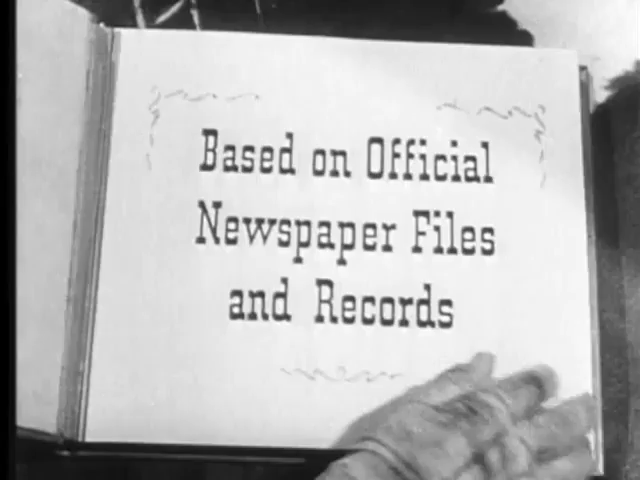 Based on Official
Newspaper Files
and Records